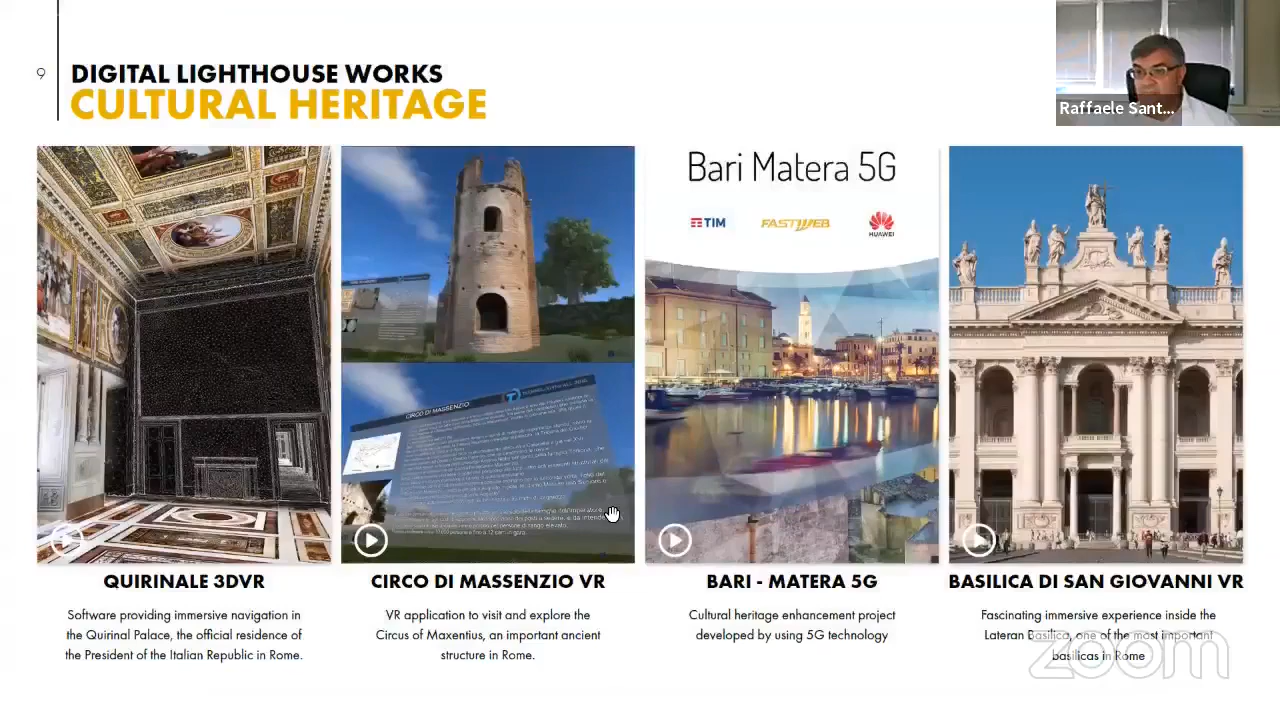 9
DIGITAL LIGHTHOUSE WORKS
CULTURAL HERITAGE
Raffaele Sant...
Bari Matera 5G
TIM
FASTWEB
HUAWEI
CIRCO DI MASSENZIO
QUIRINALE 3DVR
Software providing immersive navigation in
the Quirinal Palace, the official residence of
the President of the Italian Republic in Rome.
CIRCO DI MASSENZIO VR
VR application to visit and explore the
Circus of Maxentius, an important ancient
structure in Rome.
BARI - MATERA 5G
Cultural heritage enhancement project
developed by using 5G technology
BASILICA DI SAN GIOVANNI VR
Fascinating immersive experience inside the
Lateran Basilica, one of the most important
basilicas in Rome
zoom